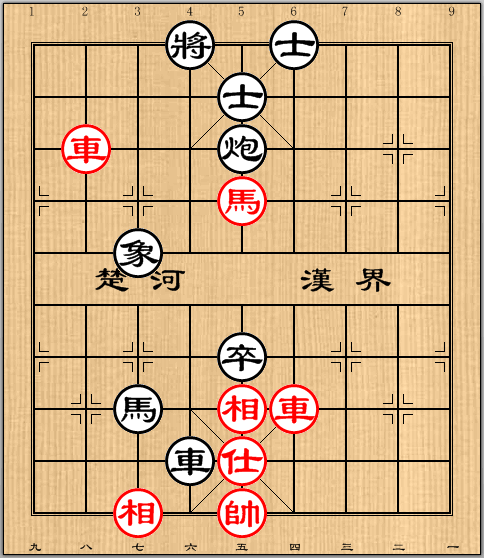 1 2 3 4 5 6 7 8 9
將 士
士
車 炮
馬
象
楚 河 漢 界
卒
馬 相 車
車 仕
相 帥
九 八 七 六 五 四 三 二 一